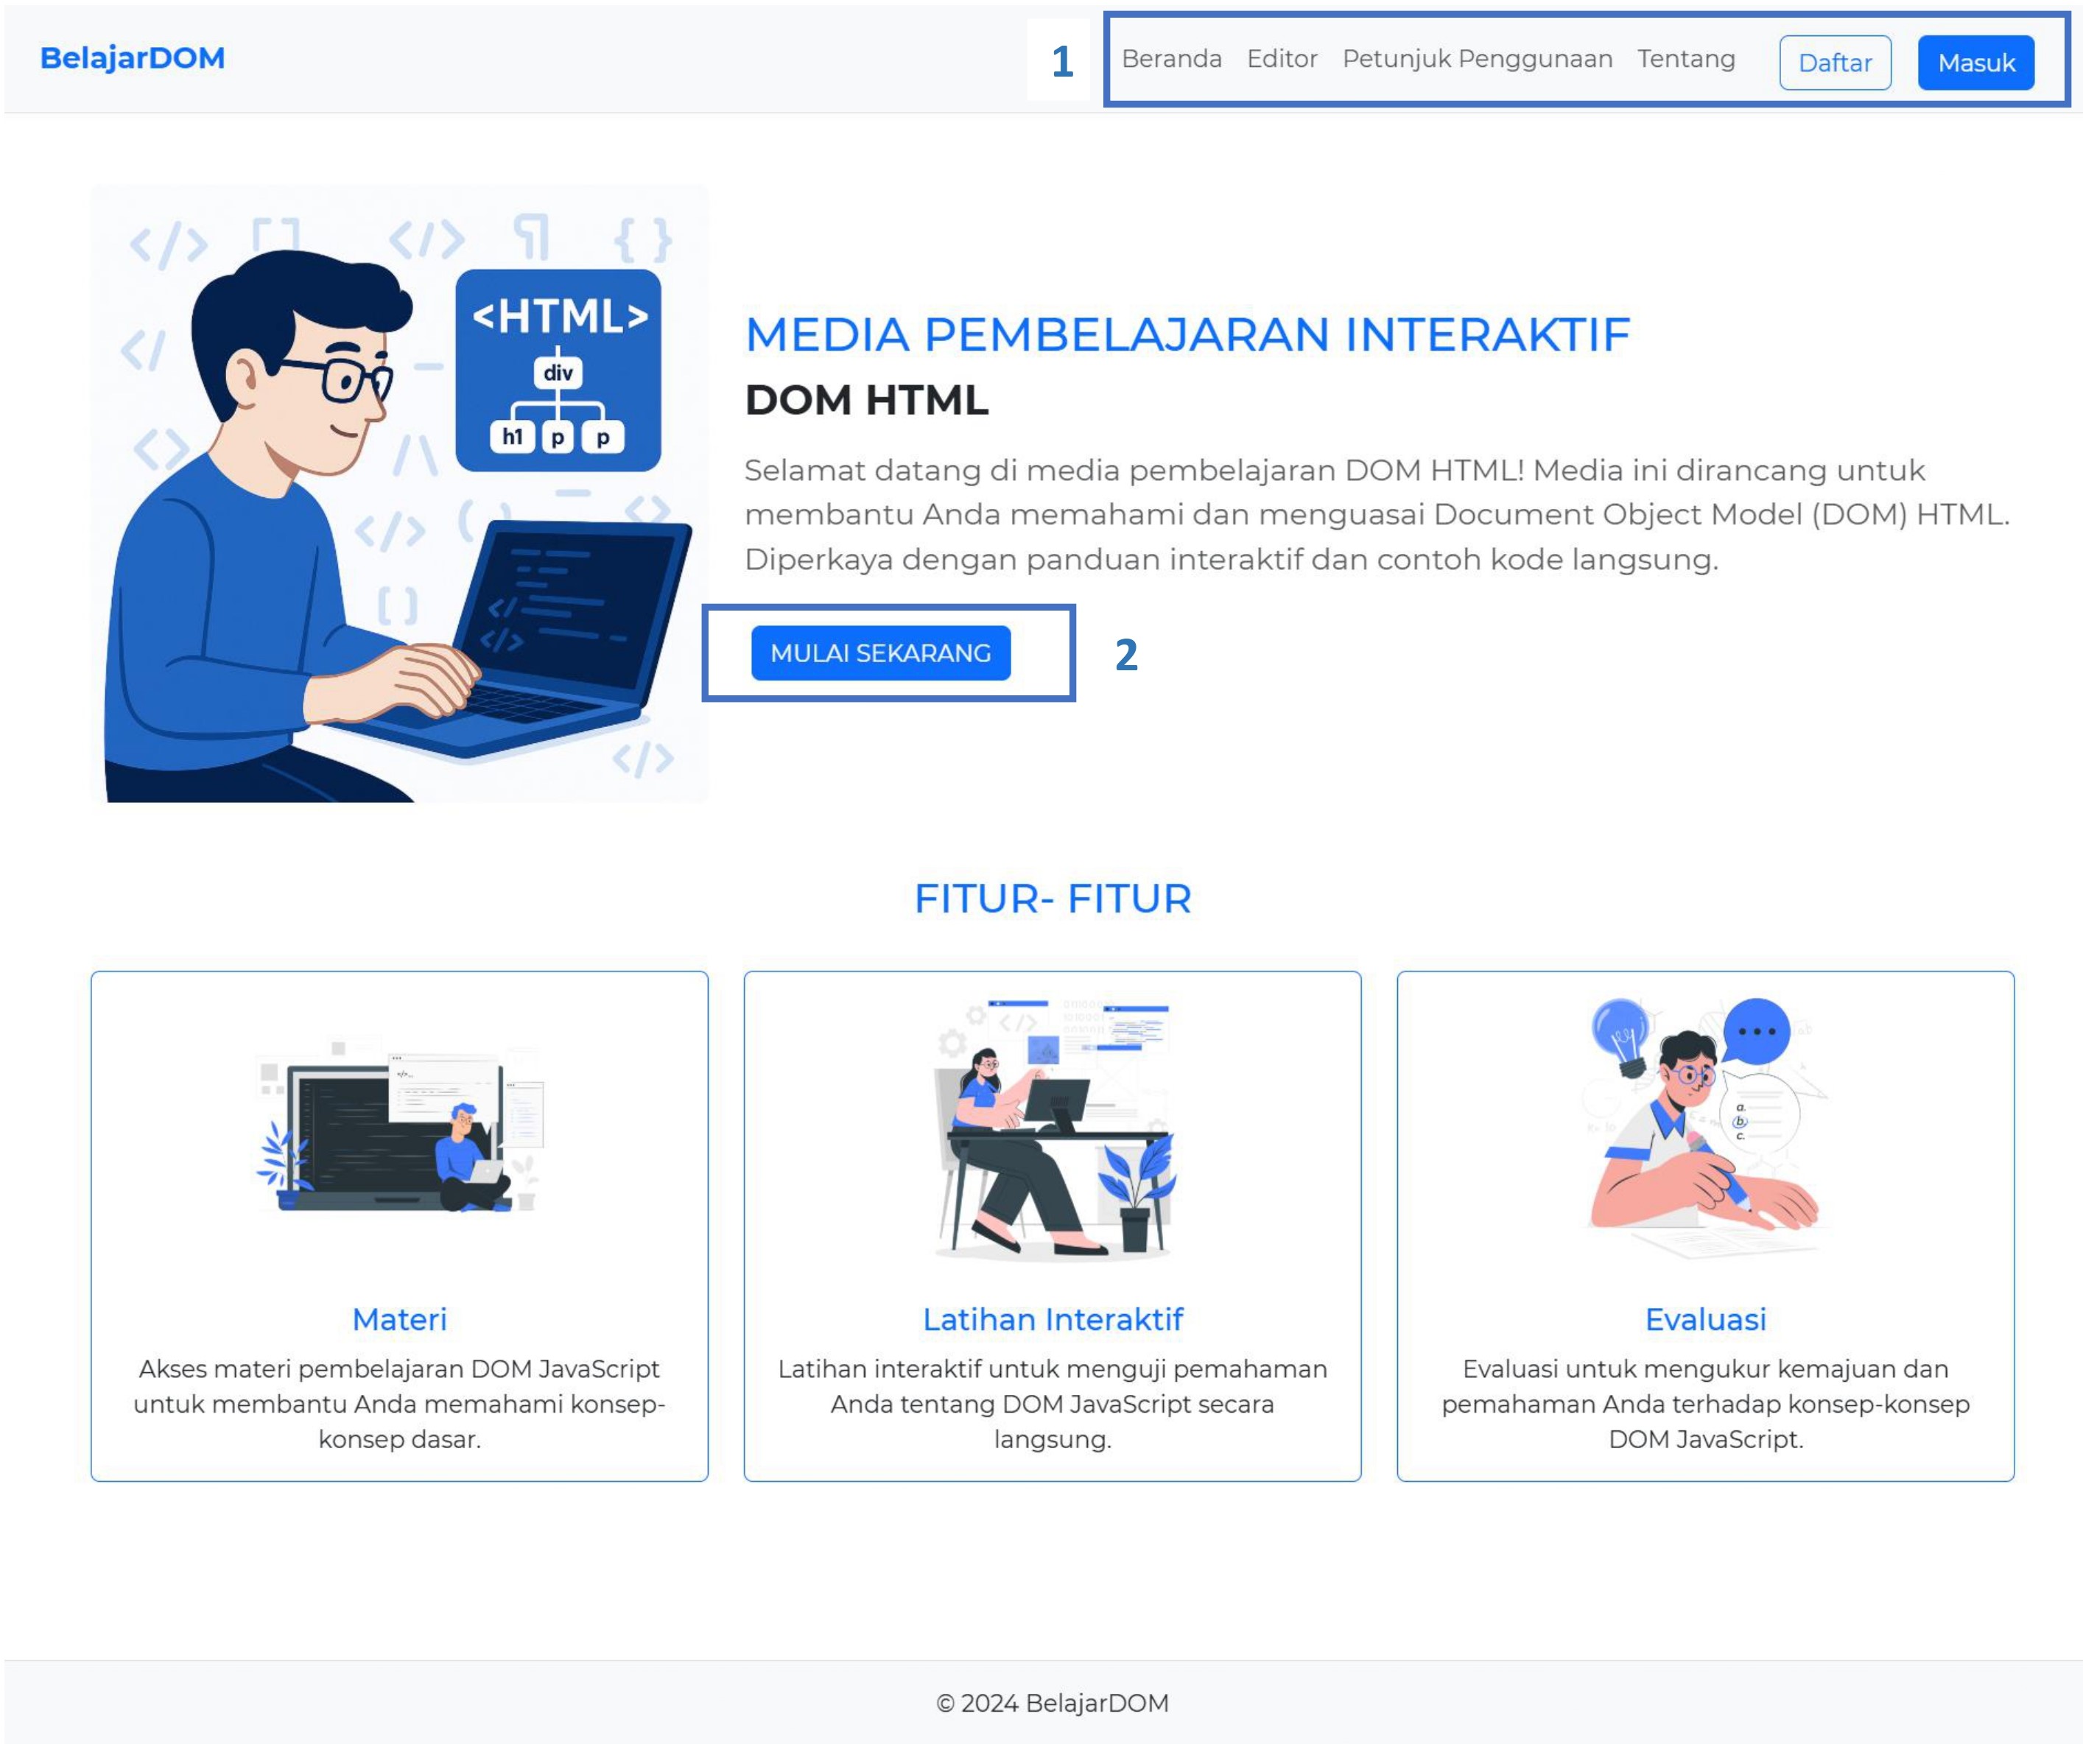 BelajarDOM
1
Beranda Editor Petunjuk Penggunaan Tentang Daftar Masuk
</> [] </> ¶ { }
<HTML>
div
h1 p p
MEDIA PEMBELAJARAN INTERAKTIF
DOM HTML
Selamat datang di media pembelajaran DOM HTML! Media ini dirancang untuk
membantu Anda memahami dan menguasai Document Object Model (DOM) HTML.
Diperkaya dengan panduan interaktif dan contoh kode langsung.
MULAI SEKARANG
2
FITUR- FITUR
a.
b.
c.
Materi
Akses materi pembelajaran DOM JavaScript
untuk membantu Anda memahami konsep-
konsep dasar.
Latihan Interaktif
Latihan interaktif untuk menguji pemahaman
Anda tentang DOM JavaScript secara
langsung.
Evaluasi
Evaluasi untuk mengukur kemajuan dan
pemahaman Anda terhadap konsep-konsep
DOM JavaScript.
© 2024 BelajarDOM